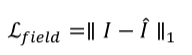 ℒ_field =∥ I − Î ∥₁